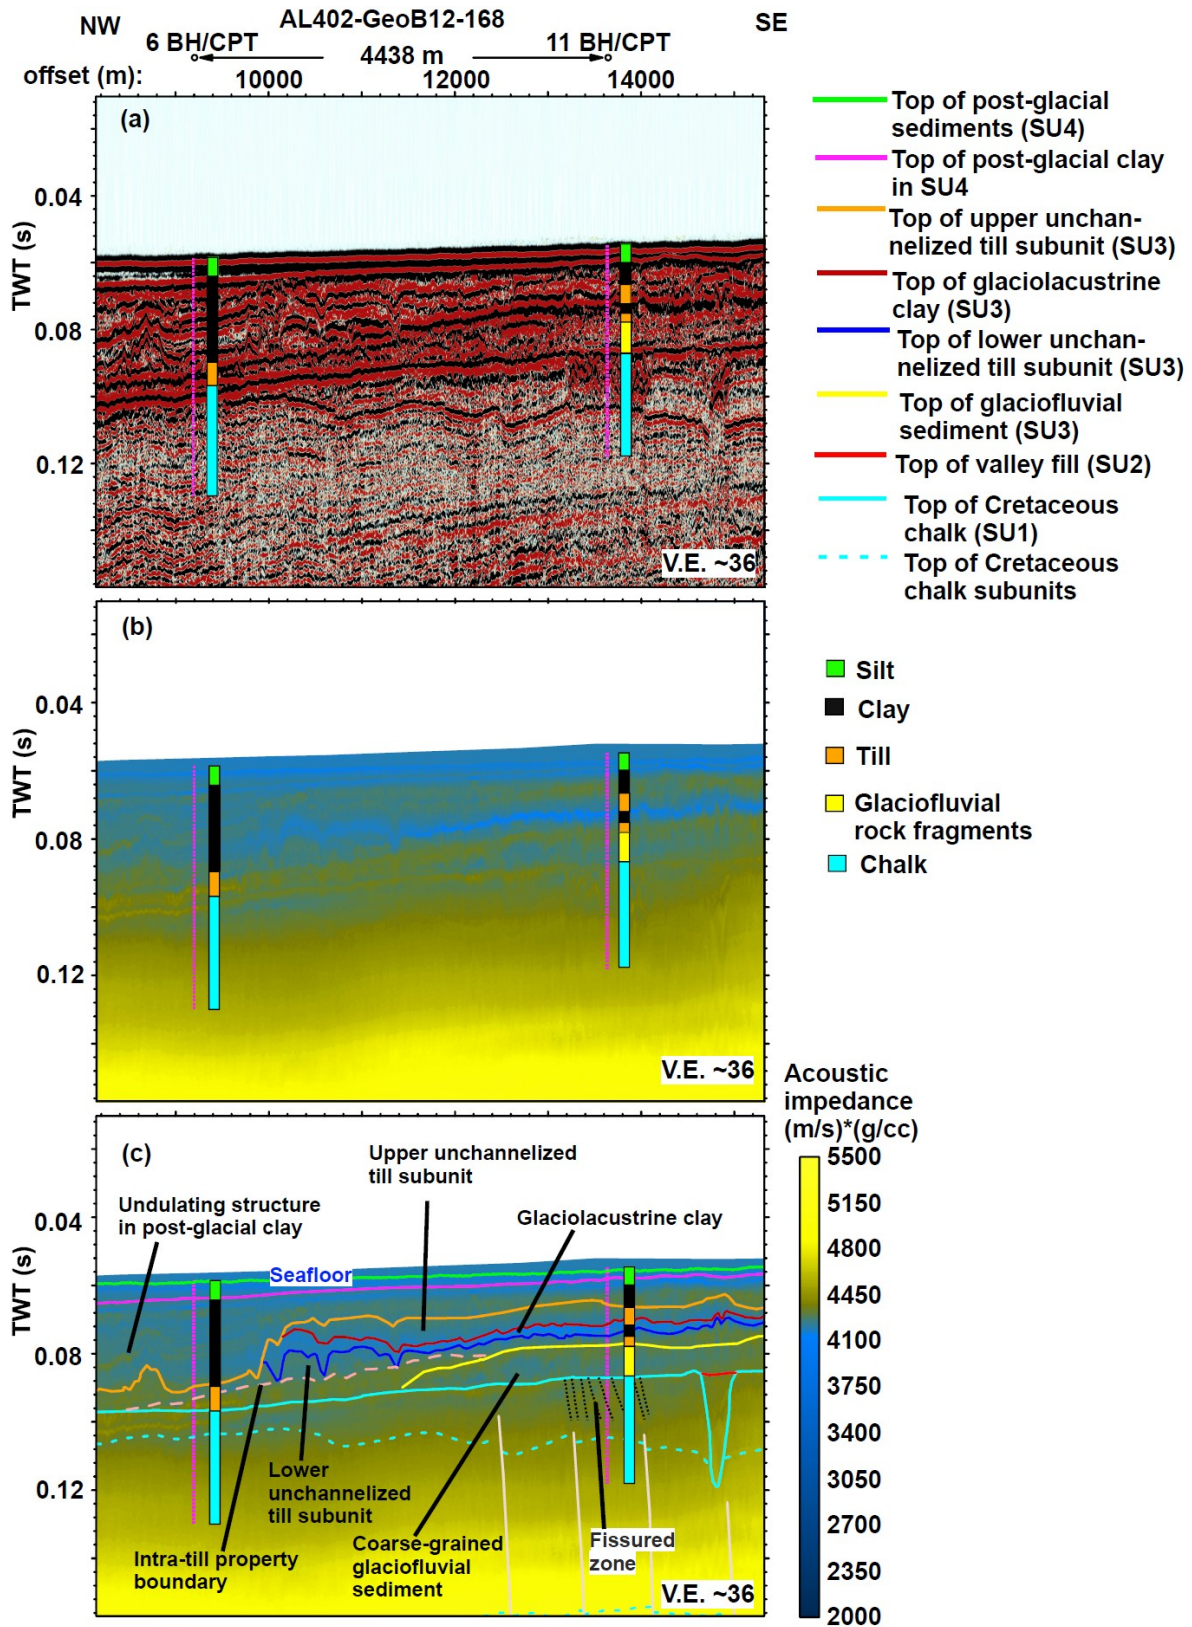 AL402-GeoB12-168
NW
SE
6 BH/CPT
11 BH/CPT
4438 m
offset (m):
10000
12000
14000
(a)
TWT (s)
0.04
0.08
0.12
V.E. ~36
Top of post-glacial
sediments (SU4)
Top of post-glacial clay
in SU4
Top of upper unchan-
nelized till subunit (SU3)
Top of glaciolacustrine
clay (SU3)
Top of lower unchan-
nelized till subunit (SU3)
Top of glaciofluvial
sediment (SU3)
Top of valley fill (SU2)
Top of Cretaceous
chalk (SU1)
Top of Cretaceous
chalk subunits
(b)
TWT (s)
0.04
0.08
0.12
V.E. ~36
Silt
Clay
Till
Glaciofluvial
rock fragments
Chalk
(c)
TWT (s)
0.04
0.08
0.12
Upper unchannelized
till subunit
Undulating structure
in post-glacial clay
Glaciolacustrine clay
Seafloor
Lower
unchannelized
till subunit
Intra-till property
boundary
Coarse-grained
glaciofluvial
sediment
Fissured
zone
V.E. ~36
Acoustic
impedance
(m/s)*(g/cc)
5500
5150
4800
4450
4100
3750
3400
3050
2700
2350
2000